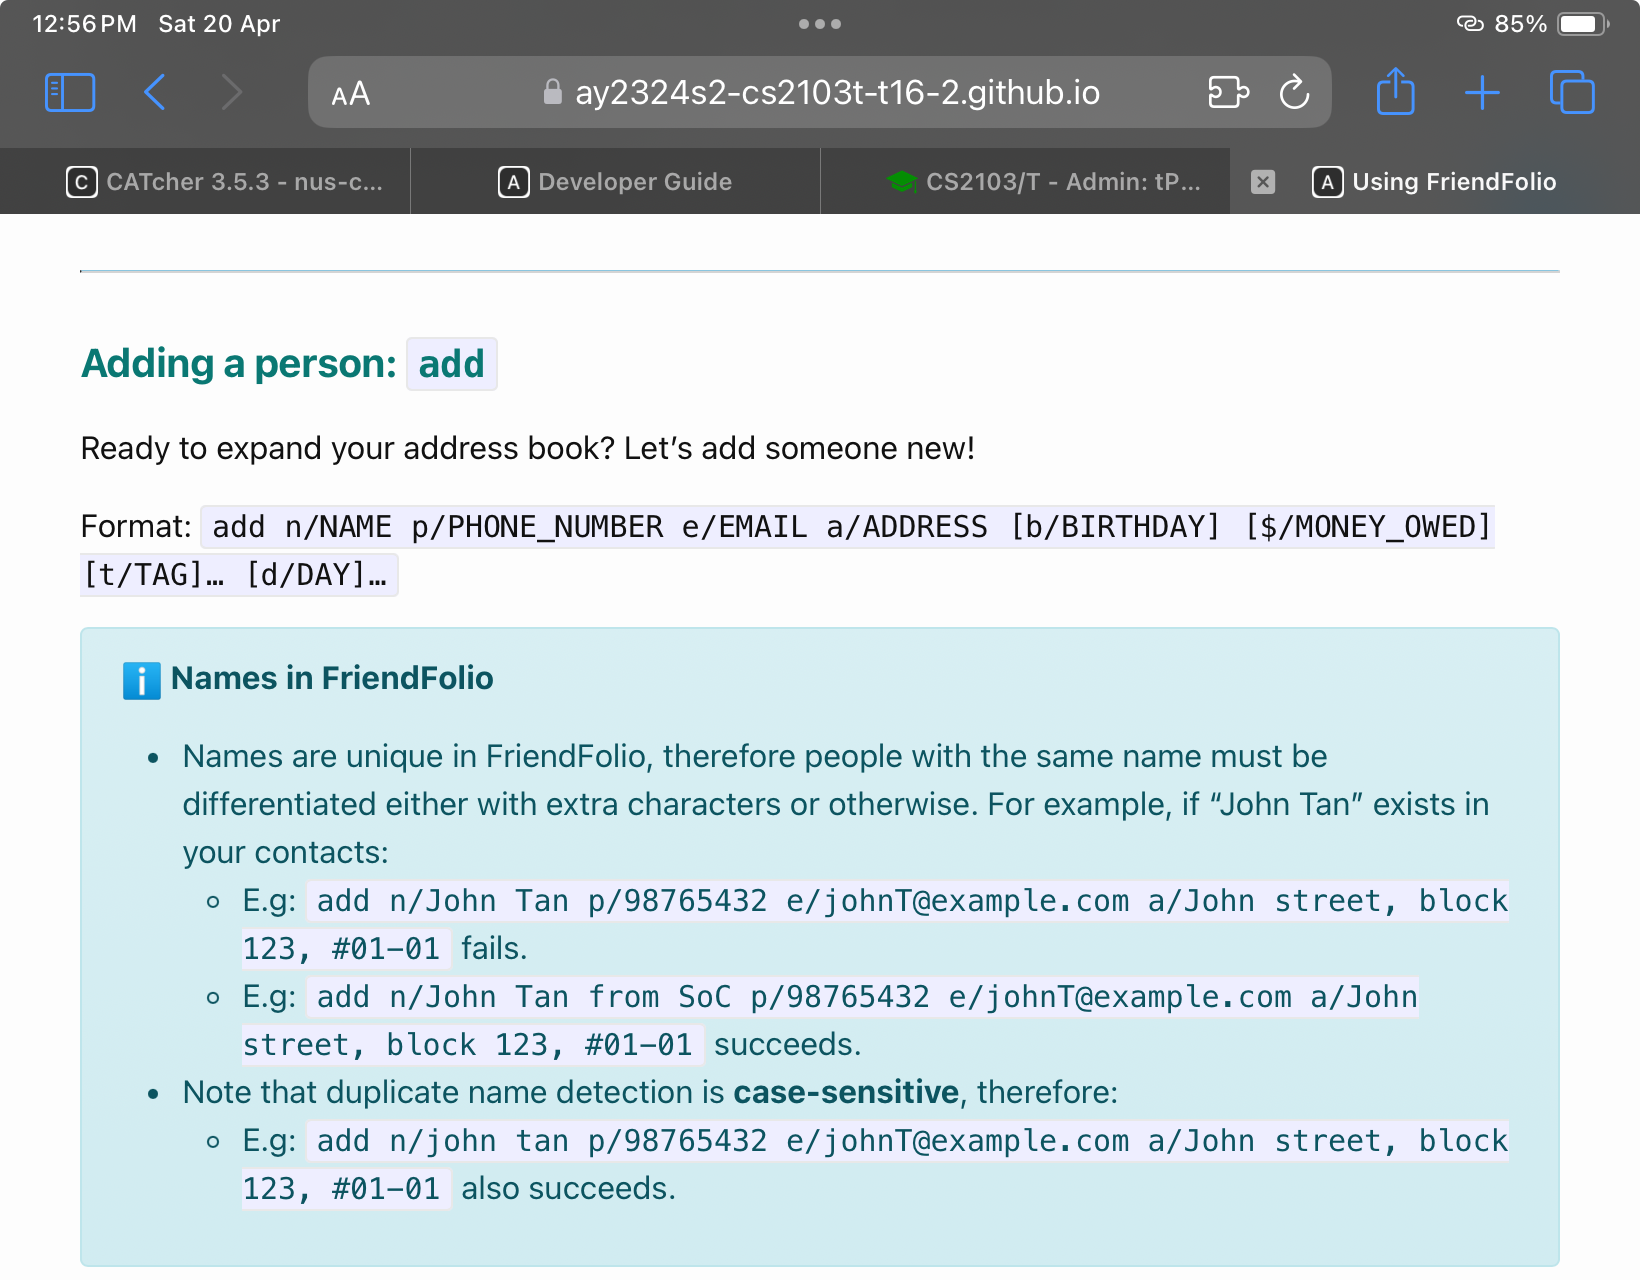 12:56 PM Sat 20 Apr
85%
AA
ay2324s2-cs2103t-t16-2.github.io
C CATcher 3.5.3 - nus-c...
A Developer Guide
CS2103/T - Admin: tP...
A Using FriendFolio
Adding a person: add
Ready to expand your address book? Let’s add someone new!
Format: add n/NAME p/PHONE_NUMBER e/EMAIL a/ADDRESS [b/BIRTHDAY] [$/MONEY_OWED]
[t/TAG]… [d/DAY]…
i Names in FriendFolio
• Names are unique in FriendFolio, therefore people with the same name must be
differentiated either with extra characters or otherwise. For example, if “John Tan” exists in
your contacts:
◦ E.g: add n/John Tan p/98765432 e/johnT@example.com a/John street, block
123, #01-01 fails.
◦ E.g: add n/John Tan from SoC p/98765432 e/johnT@example.com a/John
street, block 123, #01-01 succeeds.
• Note that duplicate name detection is case-sensitive, therefore:
◦ E.g: add n/john tan p/98765432 e/johnT@example.com a/John street, block
123, #01-01 also succeeds.